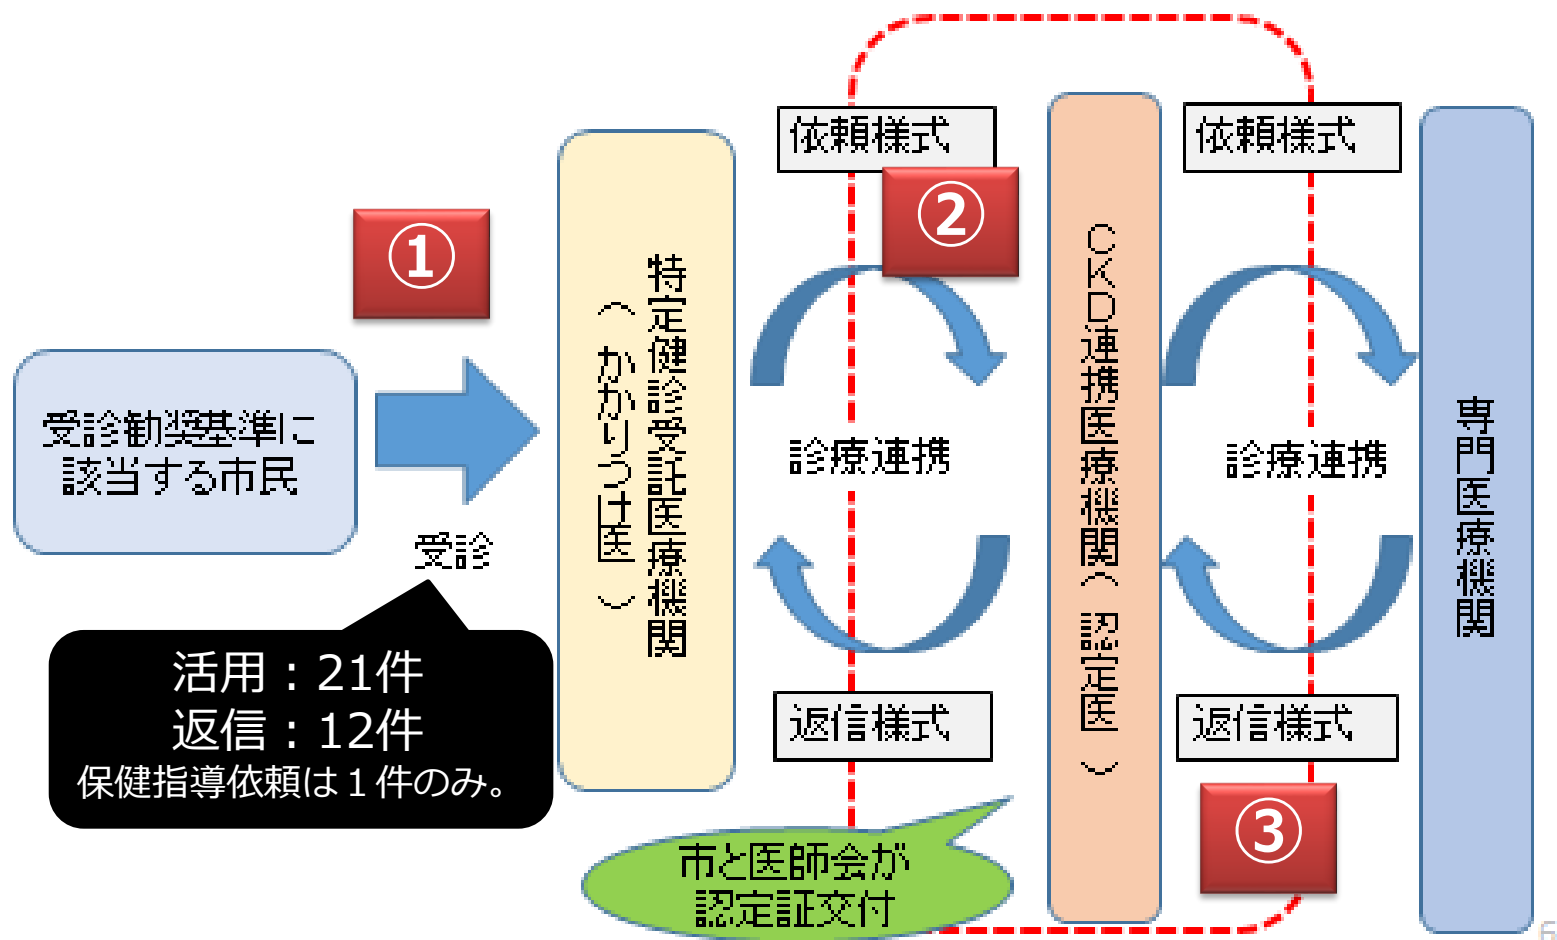 ①
受診勧奨基準に
該当する市民
受診
活用：21件
返信：12件
保健指導依頼は１件のみ。
特定健診受託医療機関
（かかりつけ医）
依頼様式
②
診療連携
返信様式
市と医師会が
認定証交付
CKD連携医療機関（認定医）
依頼様式
診療連携
返信様式
③
専門医療機関
6